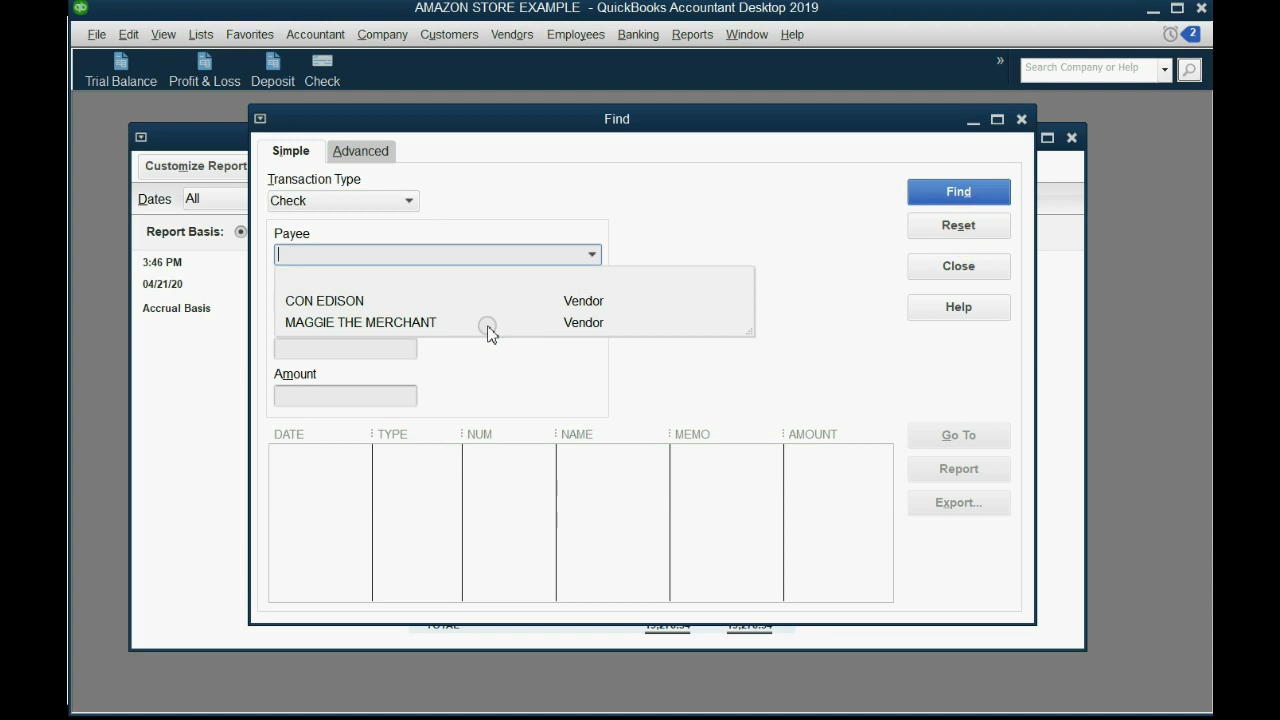 qb AMAZON STORE EXAMPLE - QuickBooks Accountant Desktop 2019
File Edit View Lists Favorites Accountant Company Customers Vendors Employees Banking Reports Window Help 2
Trial Balance Profit & Loss Deposit Check » Search Company or Help
Find
Customize Report
Dates All
Report Basis:
3:46 PM
04/21/20
Accrual Basis
Simple Advanced
Transaction Type
Check
Payee
CON EDISON Vendor
MAGGIE THE MERCHANT Vendor
Amount
Find
Reset
Close
Help
DATE TYPE NUM NAME MEMO AMOUNT
Go To
Report
Export...
TOTAL